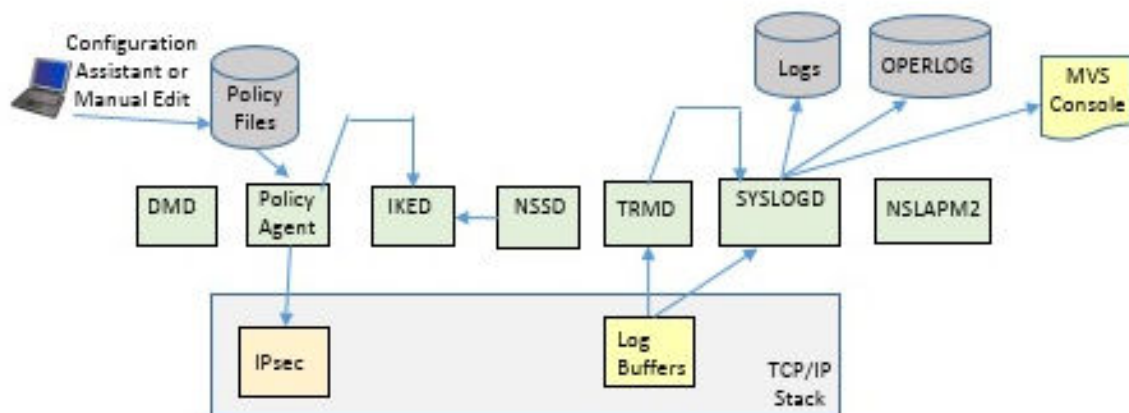 Configuration
Assistant or
Manual Edit
Policy
Files
Logs
OPERLOG
MVS
Console
DMD
Policy
Agent
IKED
NSSD
TRMD
SYSLOGD
NSLAPM2
IPsec
Log
Buffers
TCP/IP
Stack